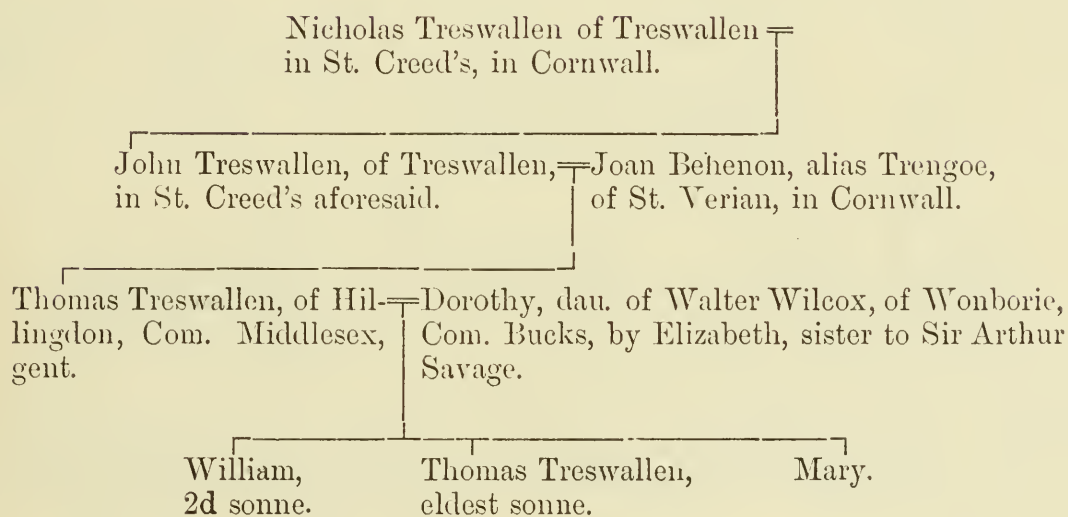 Nicholas Treswallen of Treswallen
in St. Creed's, in Cornwall.
John Treswallen, of Treswallen,
in St. Creed's aforesaid.
Joan Behenon, alias Trengoe,
of St. Verian, in Cornwall.
Thomas Treswallen, of Hil-
lingdon, Com. Middlesex,
gent.
Dorothy, dau. of Walter Wilcox, of Wonborie,
Com. Bucks, by Elizabeth, sister to Sir Arthur
Savage.
William,
2d sonne.
Thomas Treswallen,
eldest sonne.
Mary.